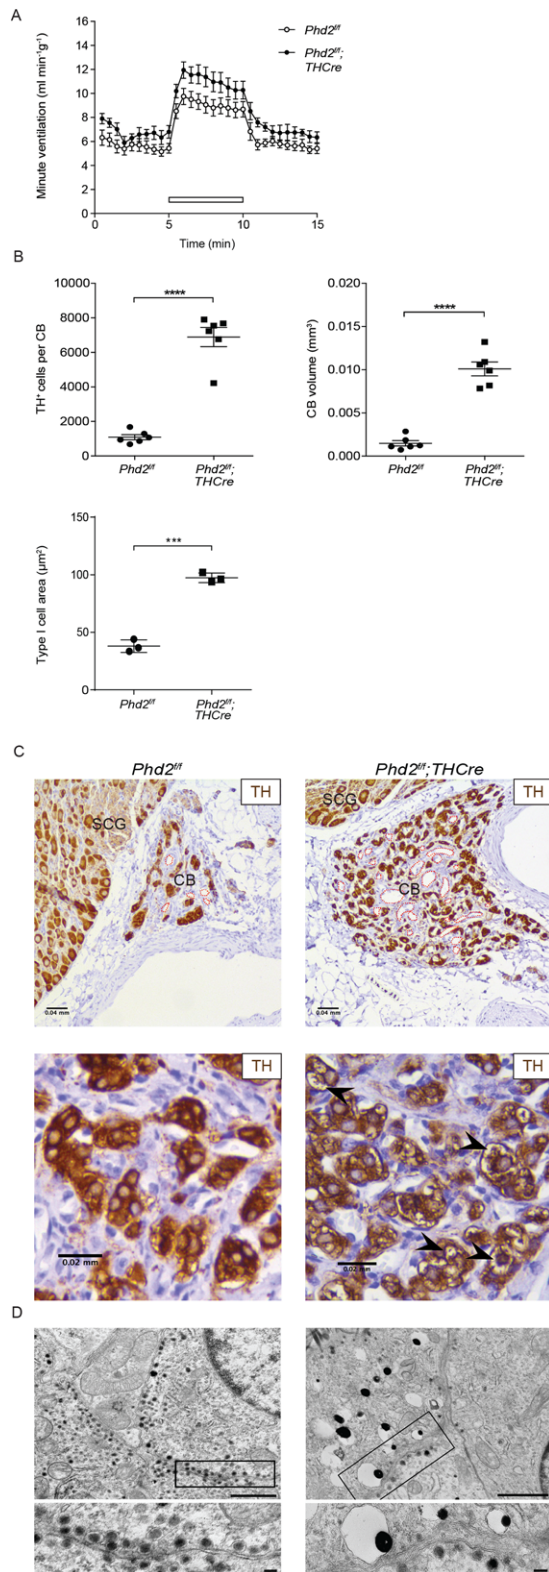 A
Minute ventilation (ml min⁻¹g⁻¹)
16
14
12
10
8
6
4
2
0
0
5
10
15
Time (min)
Phd2f/f
Phd2f/f;
THCre
B
TH⁺ cells per CB
10000
8000
6000
4000
2000
0
****
Phd2f/f
Phd2f/f;
THCre
CB volume (mm³)
0.020
0.015
0.010
0.005
0.000
****
Phd2f/f
Phd2f/f;
THCre
Type I cell area (µm²)
150
100
50
0
***
Phd2f/f
Phd2f/f;
THCre
C
Phd2f/f
Phd2f/f;THCre
TH
SCG
CB
0.04 mm
TH
SCG
CB
0.04 mm
TH
0.02 mm
TH
0.02 mm
D